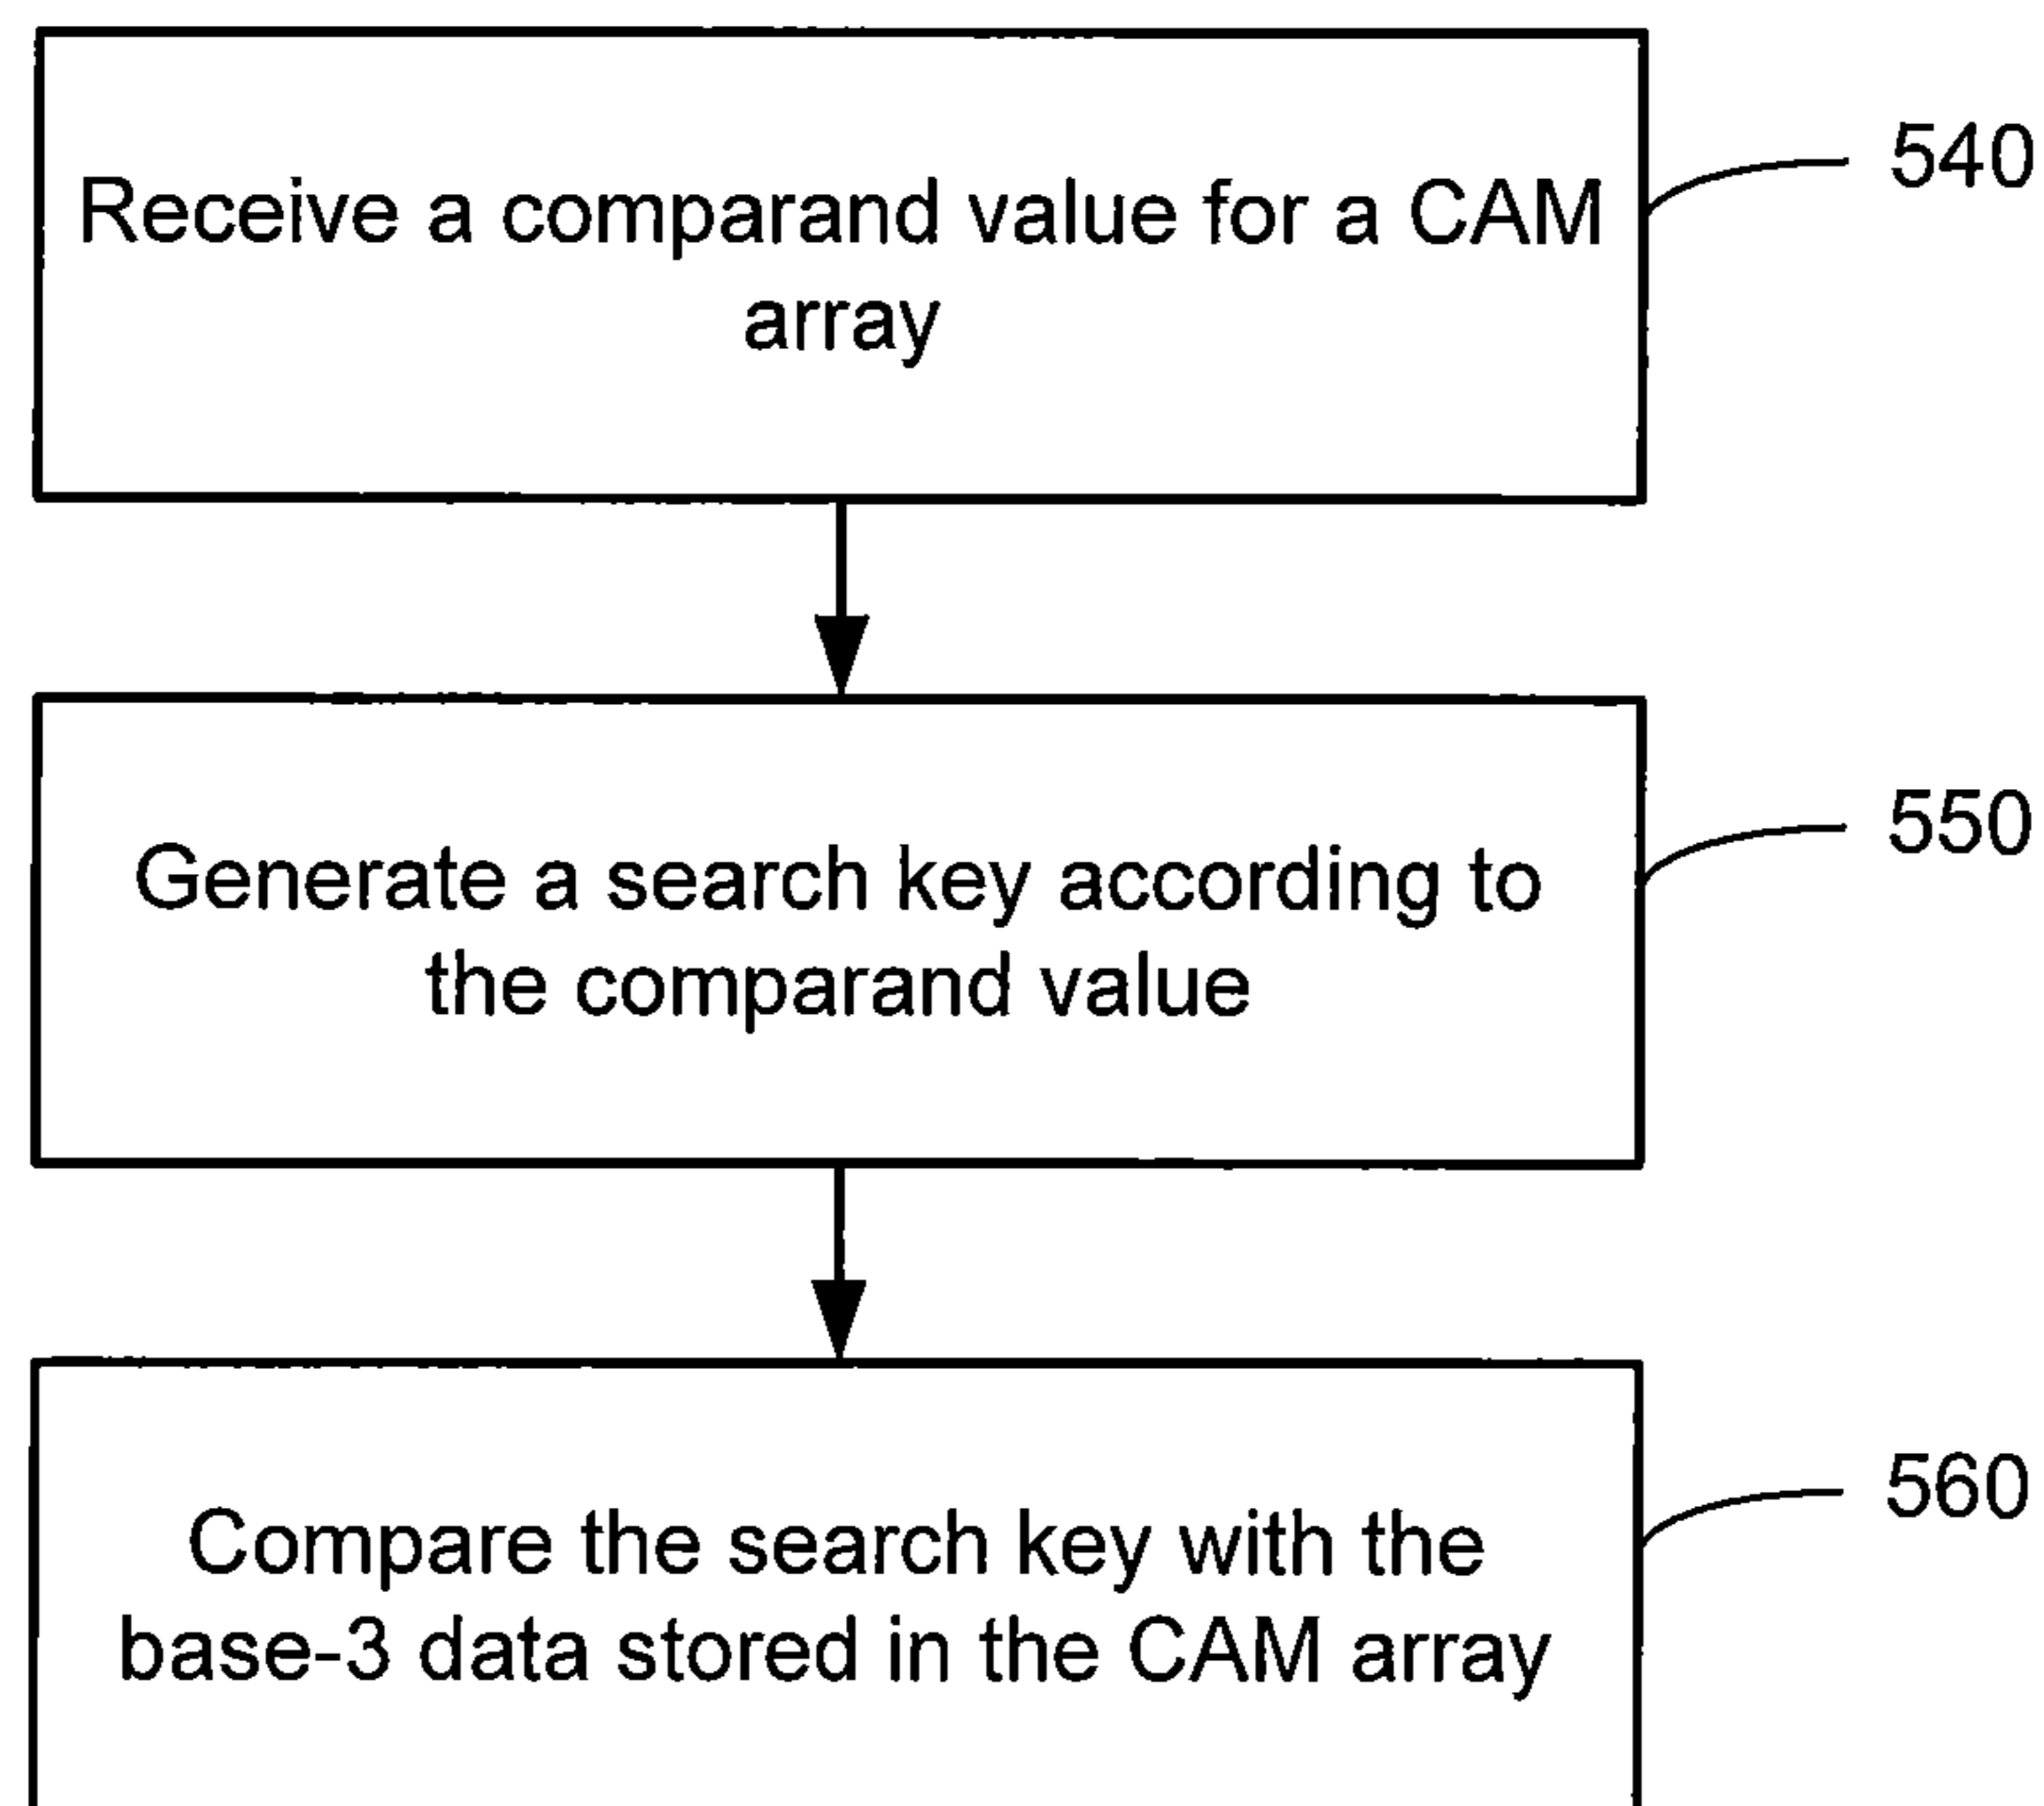 Receive a comparand value for a CAM
array
540
Generate a search key according to
the comparand value
550
Compare the search key with the
base-3 data stored in the CAM array
560